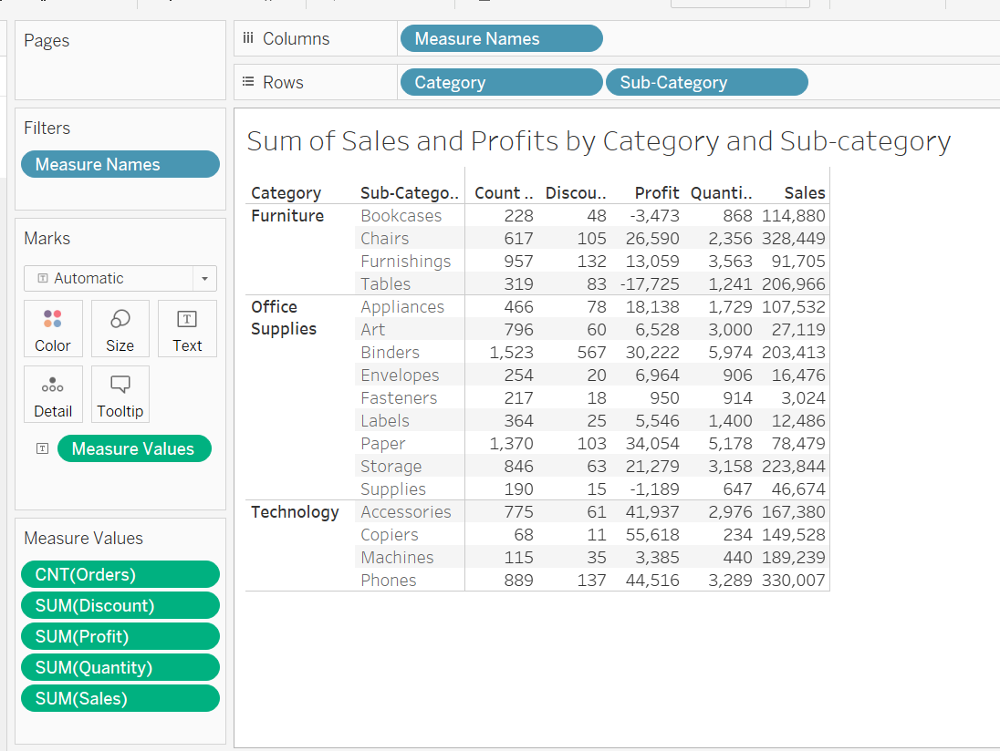 Pages
iii Columns Measure Names
Rows Category Sub-Category
Filters
Measure Names
Sum of Sales and Profits by Category and Sub-category
Category Sub-Catego.. Count .. Discou.. Profit Quanti.. Sales
Furniture Bookcases 228 48 -3,473 868 114,880
Chairs 617 105 26,590 2,356 328,449
Furnishings 957 132 13,059 3,563 91,705
Tables 319 83 -17,725 1,241 206,966
Office Supplies Appliances 466 78 18,138 1,729 107,532
Art 796 60 6,528 3,000 27,119
Binders 1,523 567 30,222 5,974 203,413
Envelopes 254 20 6,964 906 16,476
Fasteners 217 18 950 914 3,024
Labels 364 25 5,546 1,400 12,486
Paper 1,370 103 34,054 5,178 78,479
Storage 846 63 21,279 3,158 223,844
Supplies 190 15 -1,189 647 46,674
Technology Accessories 775 61 41,937 2,976 167,380
Copiers 68 11 55,618 234 149,528
Machines 115 35 3,385 440 189,239
Phones 889 137 44,516 3,289 330,007
Marks
T Automatic
Color Size Text
Detail Tooltip
T Measure Values
Measure Values
CNT(Orders)
SUM(Discount)
SUM(Profit)
SUM(Quantity)
SUM(Sales)